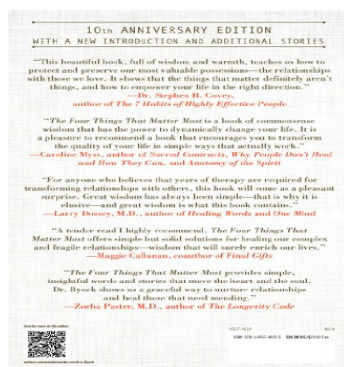 10th ANNIVERSARY EDITION
WITH A NEW INTRODUCTION AND ADDITIONAL STORIES
"This beautiful book, full of wisdom and warmth, teaches us how to
protect and preserve our most valuable possessions—the relationships
with those we love. It shows that the things that matter definitely aren't
things, and how to empower your life in the right direction."
—Dr. Stephen R. Covey,
author of The 7 Habits of Highly Effective People
"The Four Things That Matter Most is a book of commonsense
wisdom that has the power to dynamically change your life. It is
a pleasure to recommend a book that encourages you to transform
the quality of your life in simple ways that actually work."
—Caroline Myss, author of Sacred Contracts, Why People Don't Heal
and How They Can, and Anatomy of the Spirit
"For anyone who believes that years of therapy are required for
transforming relationships with others, this book will come as a pleasant
surprise. Great wisdom has always been simple—that is why it is
elusive—and great wisdom is what this book contains."
—Larry Dossey, M.D., author of Healing Words and One Mind
"A tender read I highly recommend. The Four Things That
Matter Most offers simple but solid solutions for healing our complex
and fragile relationships—wisdom that will surely enrich our lives."
—Maggie Callanan, coauthor of Final Gifts
"The Four Things That Matter Most provides simple,
insightful words and stories that move the heart and the soul.
Dr. Byock shows us a graceful way to nurture relationships
and heal those that need mending."
—Zorba Paster, M.D., author of The Longevity Code
SELF-HELP